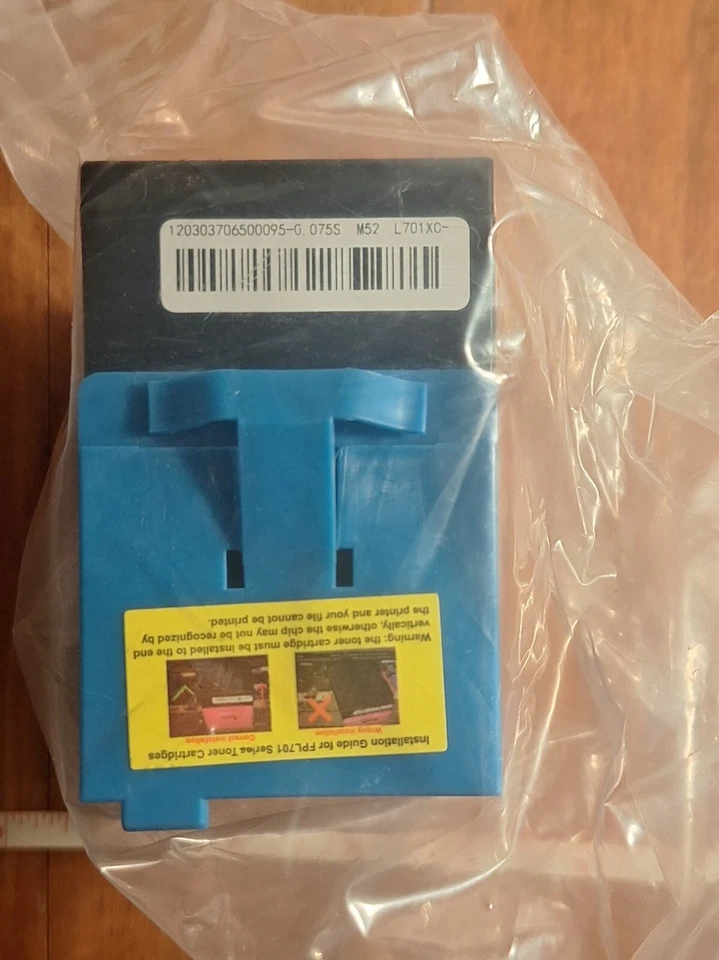 120303706500095-0.075S M52 L701XC-
Installation Guide for FPL701 Series Toner Cartridges
Wrong installation
Correct installation
Warning: the toner cartridge must be installed to the end
vertically, otherwise the chip may not be recognized by
the printer and your file cannot be printed.